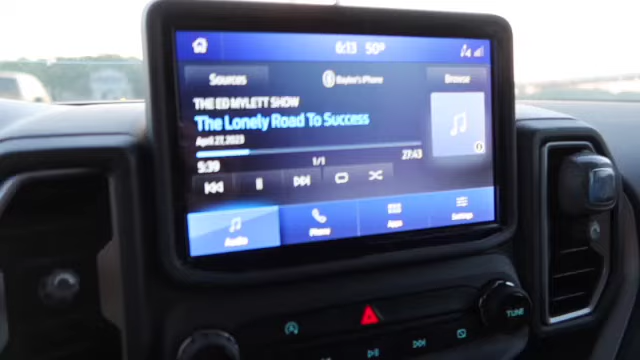 6:13 50°
Sources
Baylee's iPhone
Browse
THE ED MYLETT SHOW
The Lonely Road To Success
April 27, 2023
5:39
1/1
27:43
Audio
Phone
Apps
Settings
TUNE